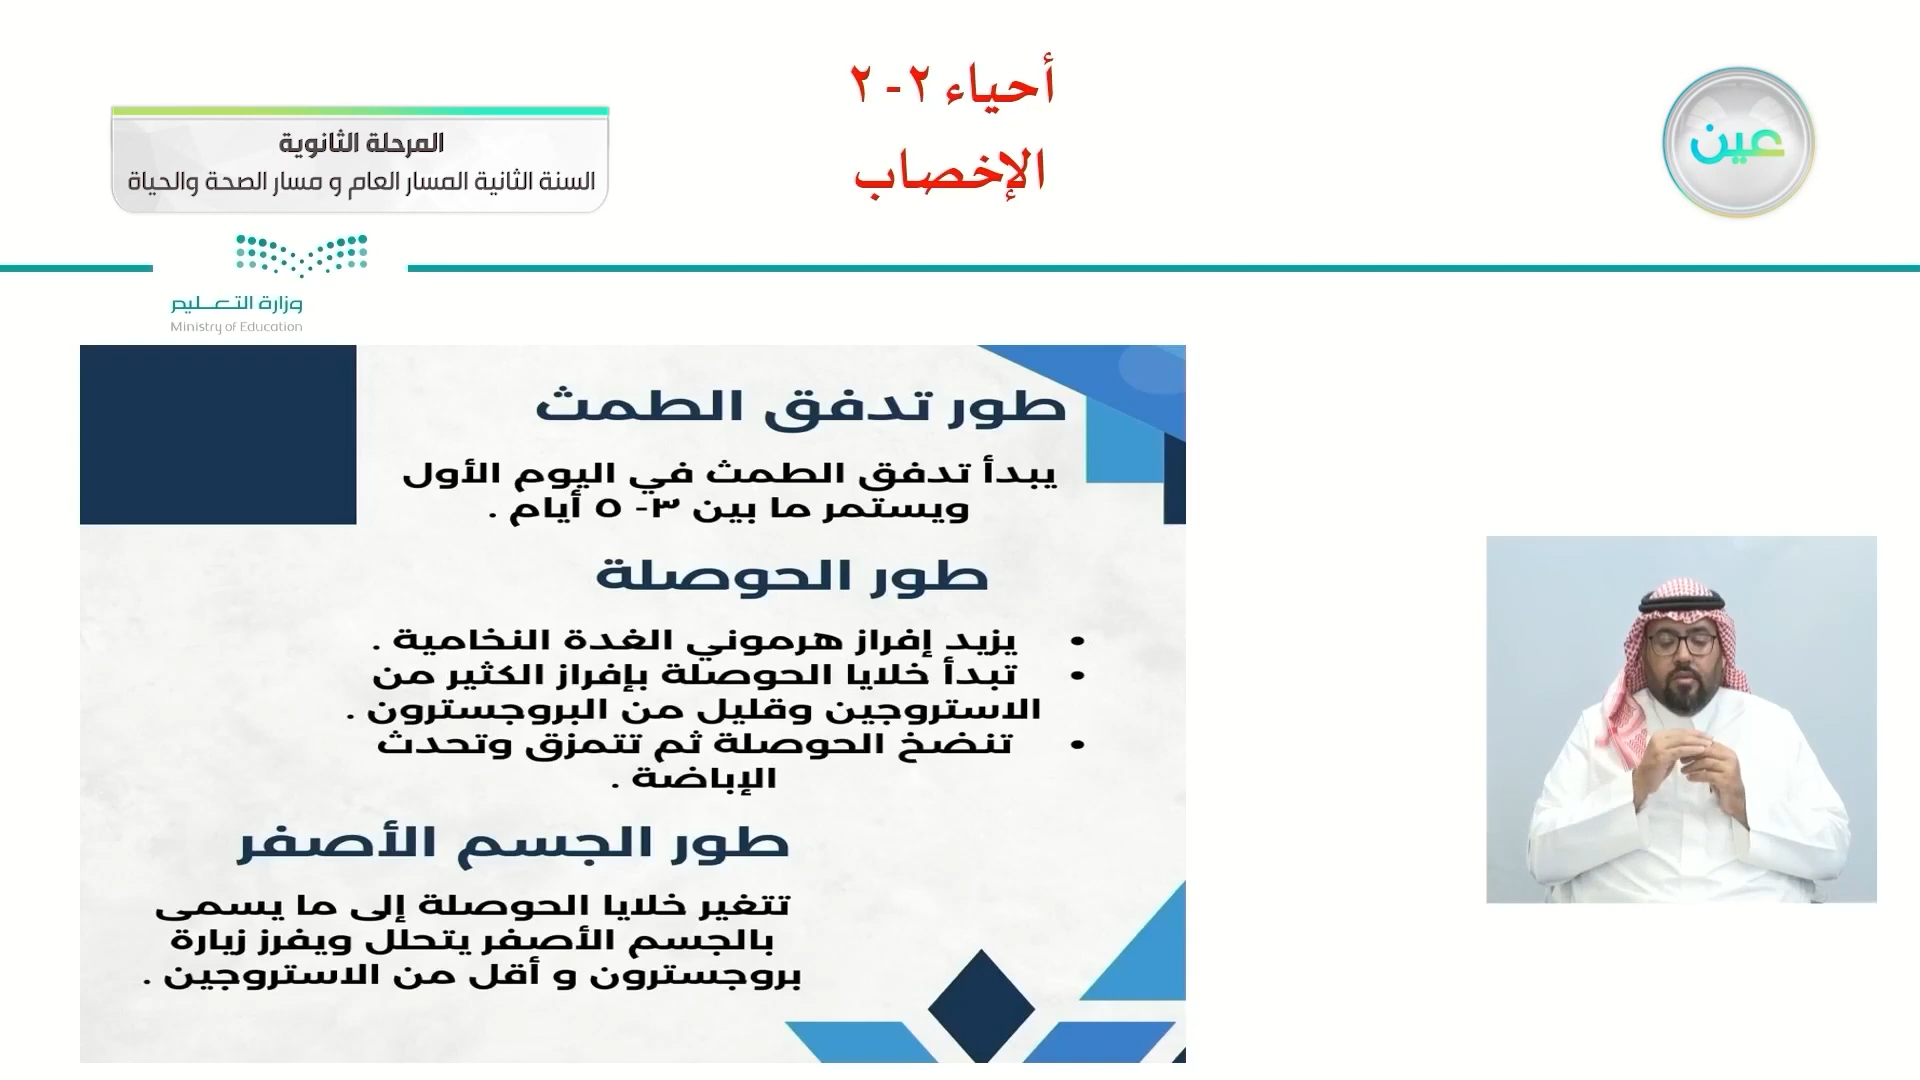 أحياء ٢-٢
الإخصاب
عين
المرحلة الثانوية
السنة الثانية المسار العام و مسار الصحة والحياة
وزارة التعليم
Ministry of Education
طور تدفق الطمث
يبدأ تدفق الطمث في اليوم الأول
ويستمر ما بين ٣- ٥ أيام .
طور الحوصلة
• يزيد إفراز هرموني الغدة النخامية .
• تبدأ خلايا الحوصلة بإفراز الكثير من
الاستروجين وقليل من البروجسترون .
• تنضخ الحوصلة ثم تتمزق وتحدث
الإباضة .
طور الجسم الأصفر
تتغير خلايا الحوصلة إلى ما يسمى
بالجسم الأصفر يتحلل ويفرز زيارة
بروجسترون و أقل من الاستروجين .